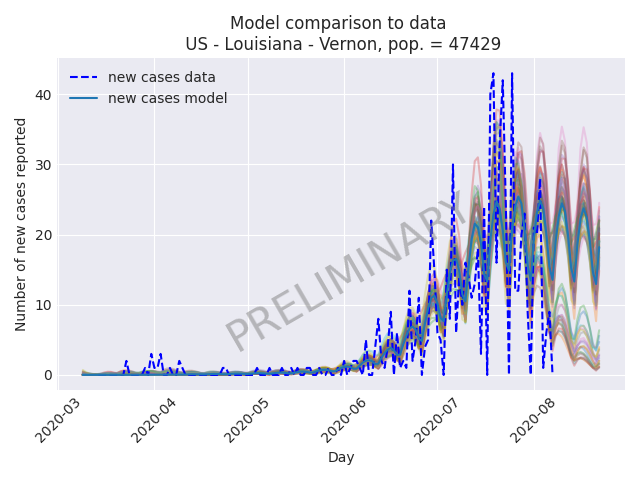 Model comparison to data
US - Louisiana - Vernon, pop. = 47429
new cases data
new cases model
Number of new cases reported
40
30
20
10
0
PRELIMINARY
2020-03
2020-04
2020-05
2020-06
2020-07
2020-08
Day